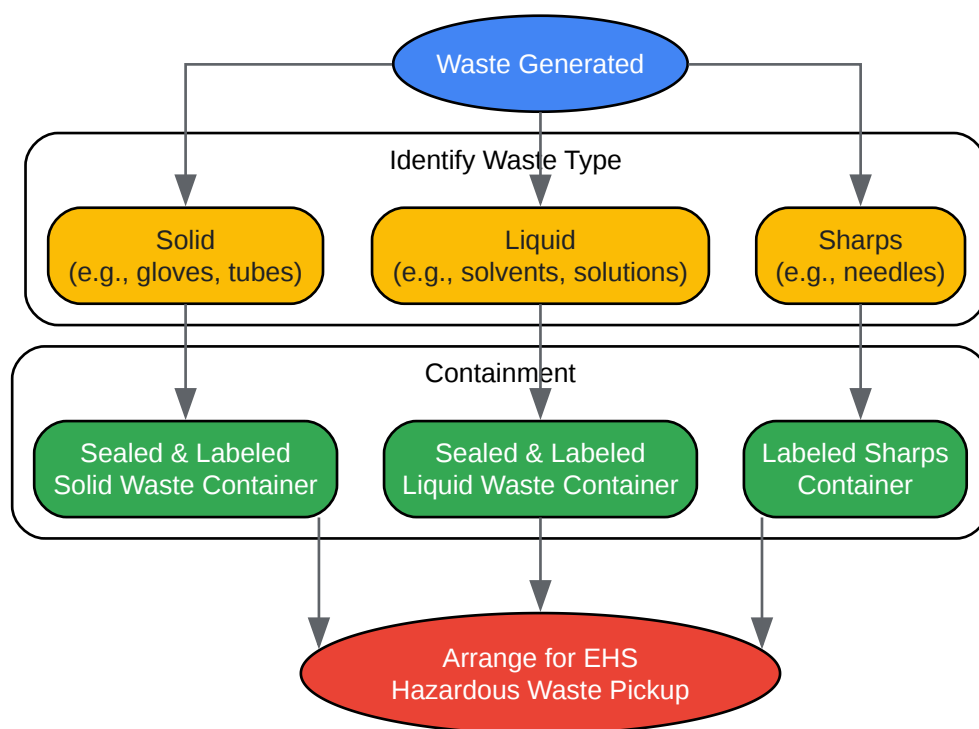 Waste Generated
Identify Waste Type
Solid
(e.g., gloves, tubes)
Liquid
(e.g., solvents, solutions)
Sharps
(e.g., needles)
Containment
Sealed & Labeled
Solid Waste Container
Sealed & Labeled
Liquid Waste Container
Labeled Sharps
Container
Arrange for EHS
Hazardous Waste Pickup